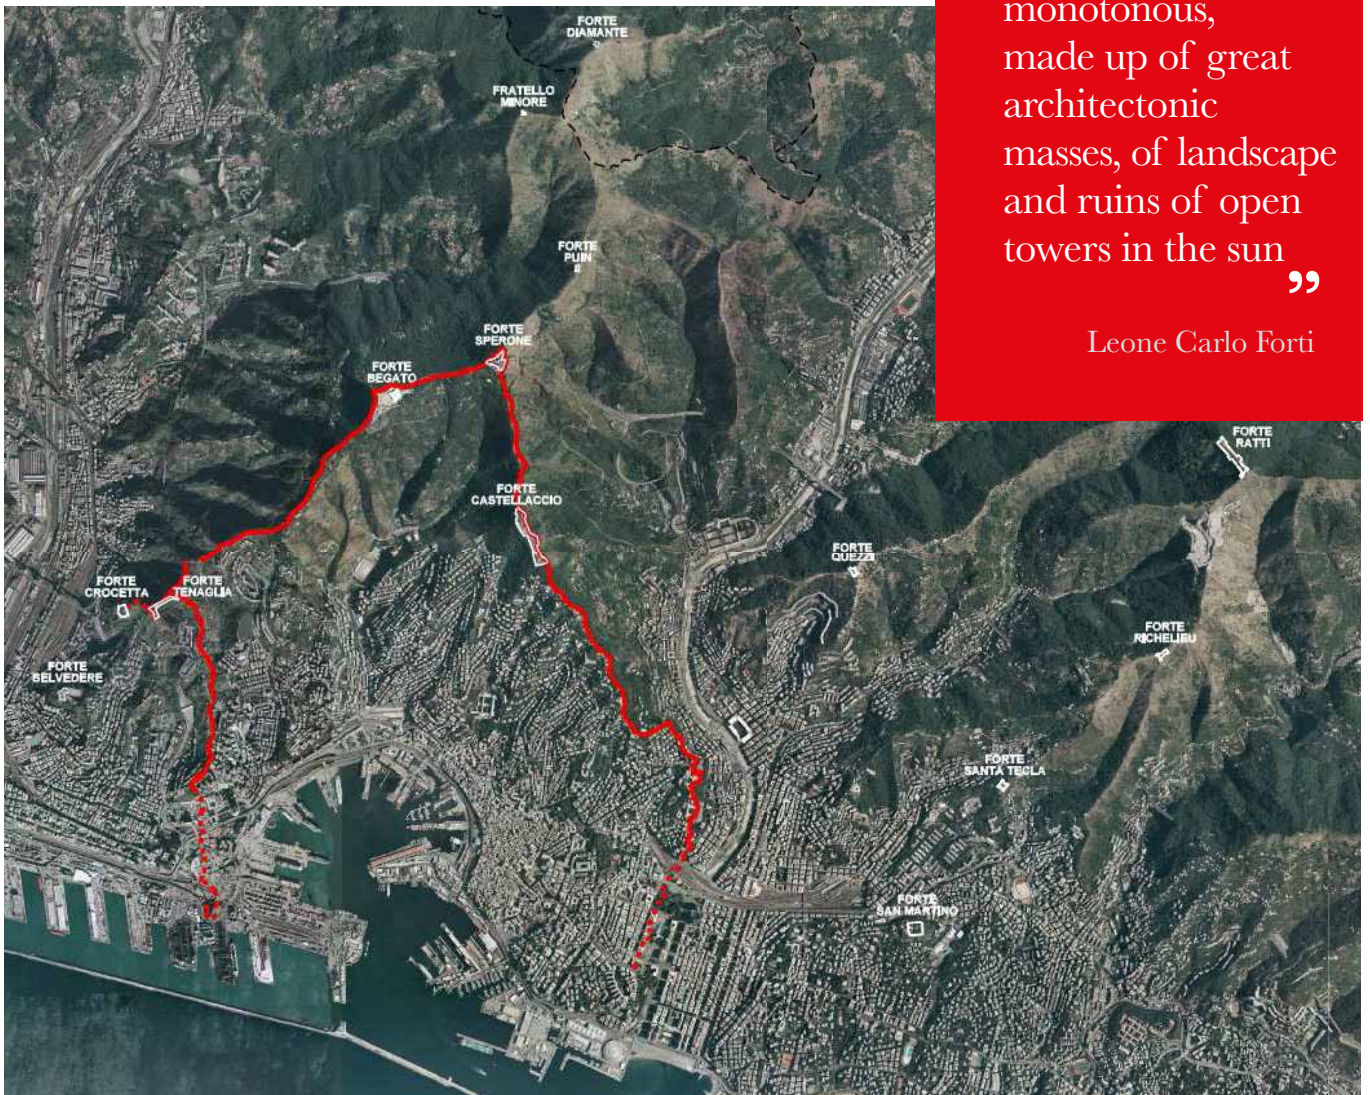 monotonous,
made up of great
architectonic
masses, of landscape
and ruins of open
towers in the sun
”
Leone Carlo Forti
FORTE
DIAMANTE
FRATELLO
MINORE
FORTE
PUIN
FORTE
SPERONE
FORTE
BEGATO
FORTE
CASTELLACCIO
FORTE
CROCETTA
FORTE
TENAGLIA
FORTE
BELVEDERE
FORTE
RATTI
FORTE
QUEZZI
FORTE
RICHELIEU
FORTE
SANTA TECLA
FORTE
SAN MARTINO